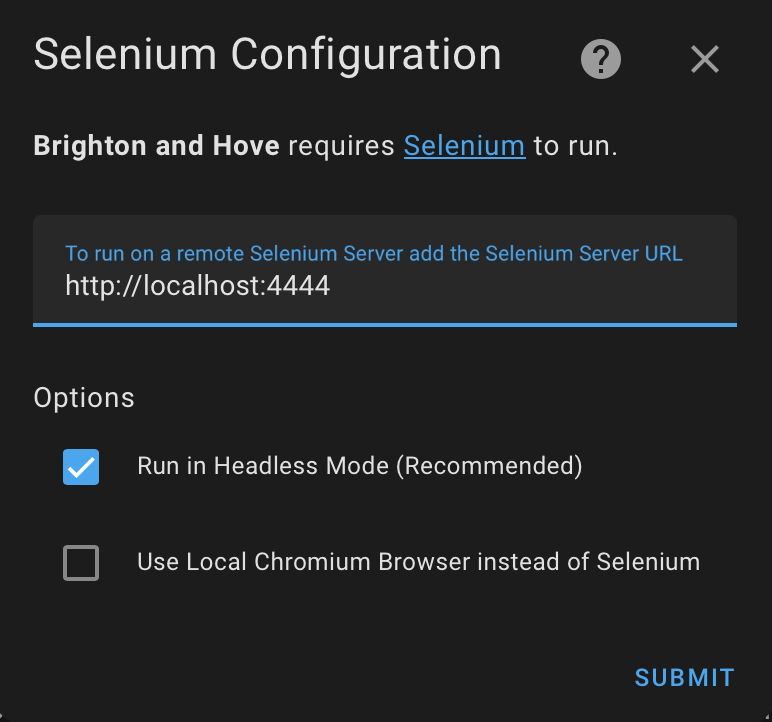 Selenium Configuration
Brighton and Hove requires Selenium to run.
To run on a remote Selenium Server add the Selenium Server URL
http://localhost:4444
Options
Run in Headless Mode (Recommended)
Use Local Chromium Browser instead of Selenium
SUBMIT